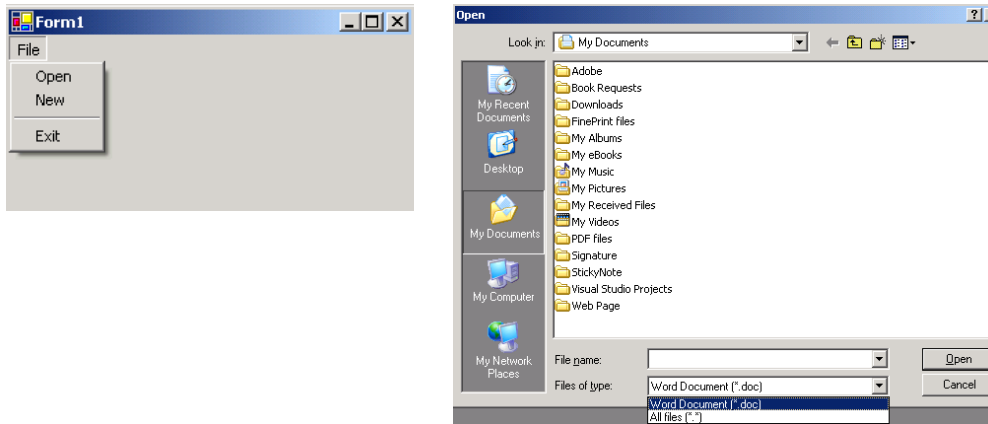 Form1
File
Open
New
Exit
Open
Look in: My Documents
My Recent
Documents
Desktop
My Documents
My Computer
My Network
Places
Adobe
Book Requests
Downloads
FinePrint files
My Albums
My eBooks
My Music
My Pictures
My Received Files
My Videos
PDF files
Signature
StickyNote
Visual Studio Projects
Web Page
File name:
Open
Files of type: Word Document (*.doc)
Cancel
Word Document (*.doc)
All files (*.*)